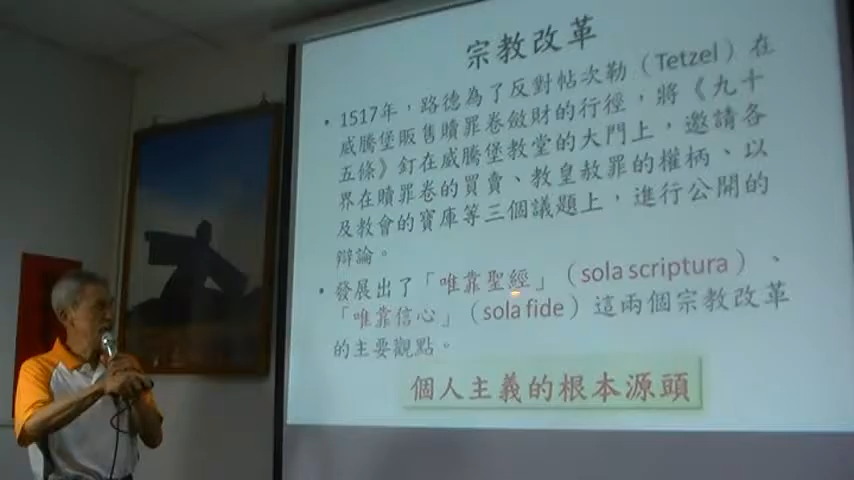 宗教改革
• 1517年，路德為了反對帖次勒（Tetzel）在
威騰堡販售贖罪卷斂財的行徑，將《九十
五條》釘在威騰堡教堂的大門上，邀請各
界在贖罪卷的買賣、教皇赦罪的權柄、以
及教會的寶庫等三個議題上，進行公開的
辯論。
• 發展出了「唯靠聖經」（sola scriptura）、
「唯靠信心」（sola fide）這兩個宗教改革
的主要觀點。
個人主義的根本源頭